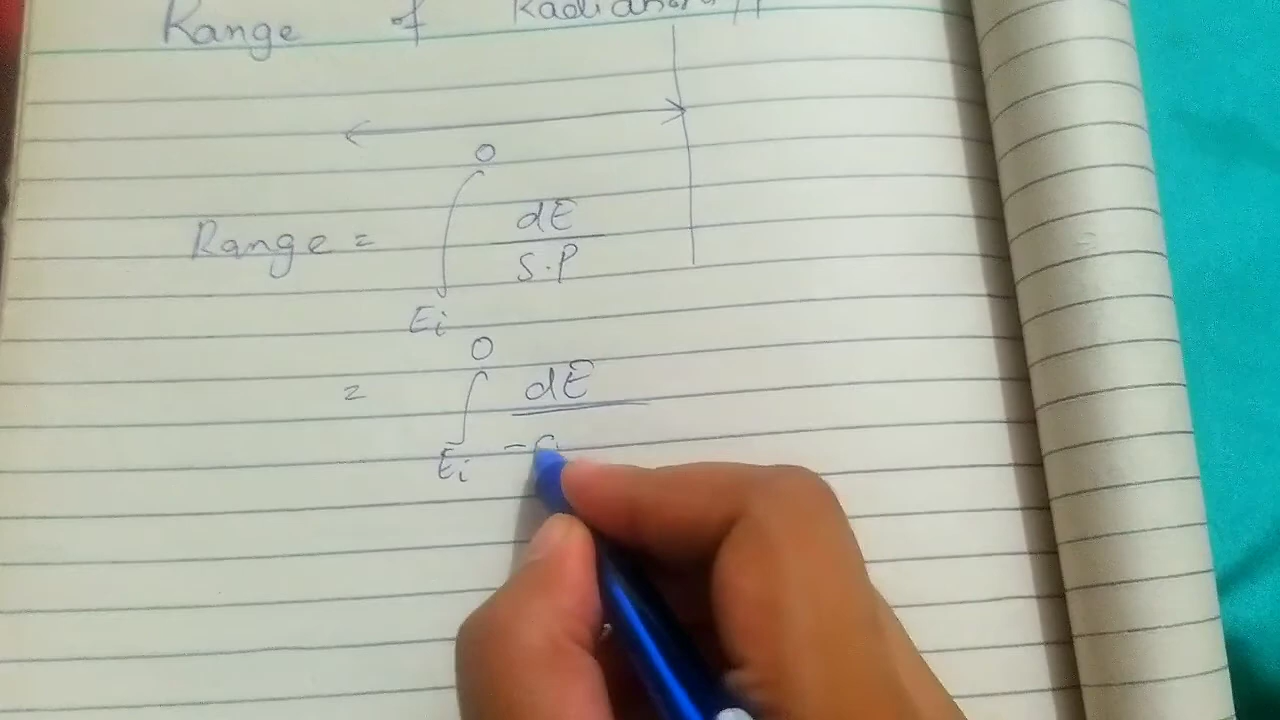 Range of
0
Range = ∫ dE / S.P
Ei
0
= ∫ dE / -
Ei